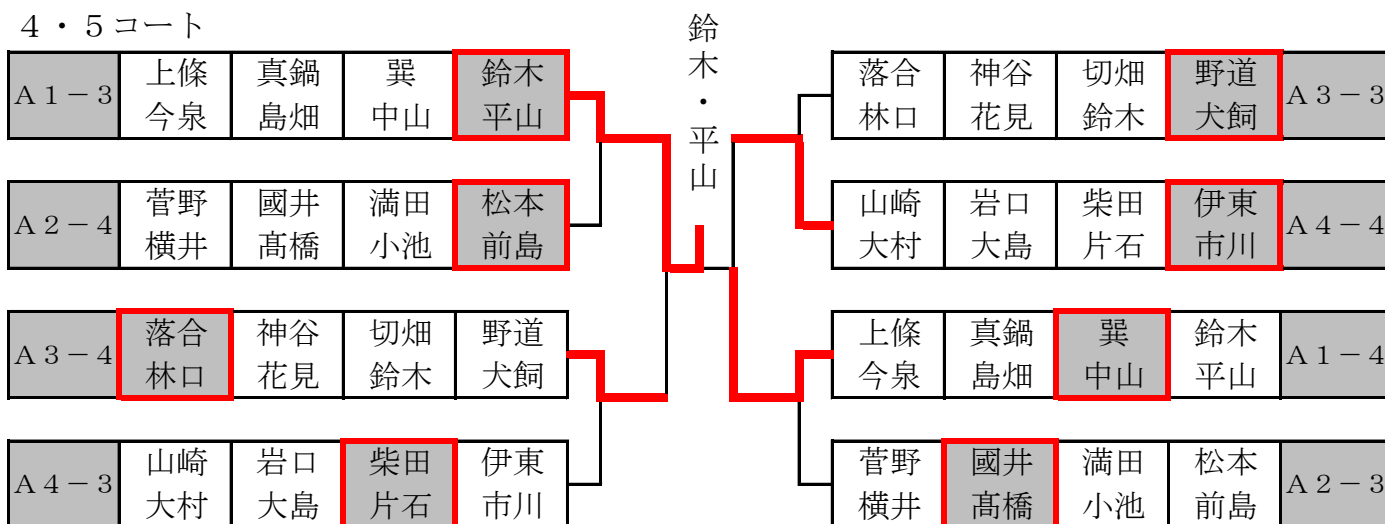 ４・５コート
鈴木・平山
Ａ１－３ 上條 真鍋 巽 鈴木
今泉 島畑 中山 平山
落合 神谷 切畑 野道 Ａ３－３
林口 花見 鈴木 犬飼
Ａ２－４ 菅野 國井 満田 松本
横井 髙橋 小池 前島
山崎 岩口 柴田 伊東 Ａ４－４
大村 大島 片石 市川
Ａ３－４ 落合 神谷 切畑 野道
林口 花見 鈴木 犬飼
上條 真鍋 巽 鈴木 Ａ１－４
今泉 島畑 中山 平山
Ａ４－３ 山崎 岩口 柴田 伊東
大村 大島 片石 市川
菅野 國井 満田 松本 Ａ２－３
横井 髙橋 小池 前島